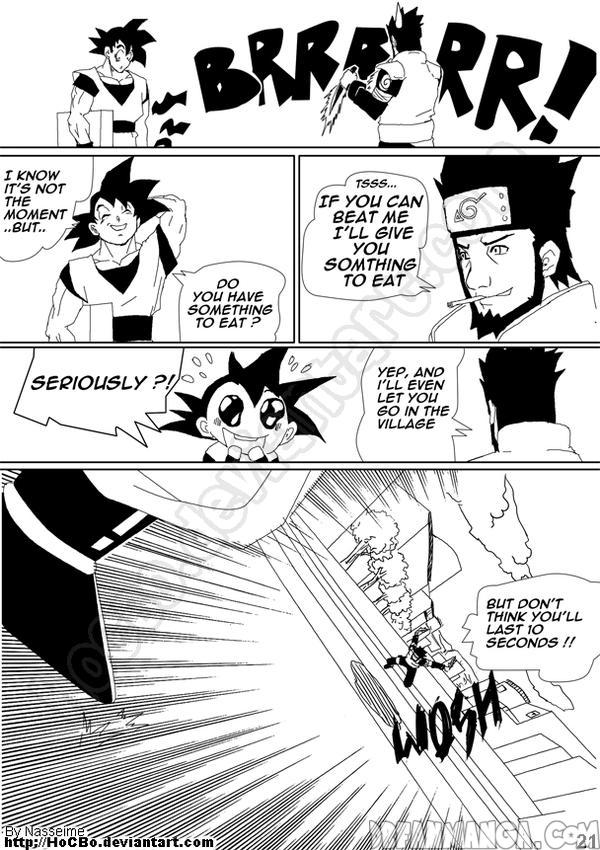 BRRRRRR!
I KNOW
IT'S NOT
THE
MOMENT
..BUT..
DO
YOU HAVE
SOMETHING
TO EAT ?
TSSS...
IF YOU CAN
BEAT ME
I'LL GIVE
YOU
SOMTHING
TO EAT
SERIOUSLY ?!
YEP, AND
I'LL EVEN
LET YOU
GO IN THE
VILLAGE
BUT DON'T
THINK YOU'LL
LAST 10
SECONDS !!
WOSH
By Nasseime
http://HoCBo.deviantart.com
21